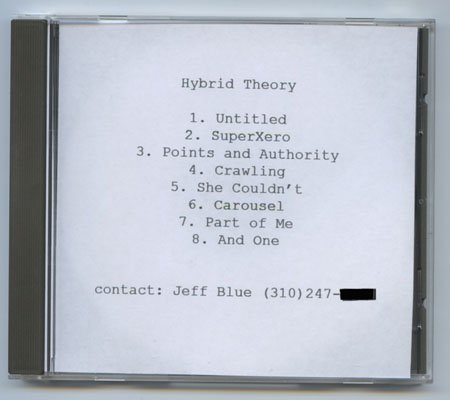 Hybrid Theory
1. Untitled
2. SuperXero
3. Points and Authority
4. Crawling
5. She Couldn't
6. Carousel
7. Part of Me
8. And One
contact: Jeff Blue (310)247-